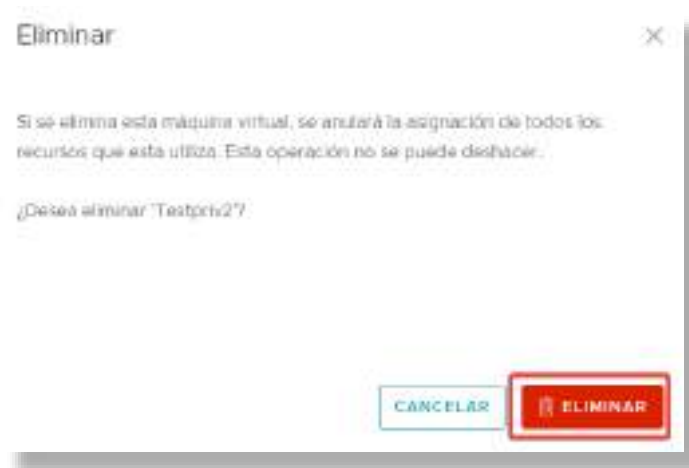 Eliminar
Si se elimina esta máquina virtual, se anulará la asignación de todos los
recursos que esta utiliza. Esta operación no se puede deshacer.
¿Desea eliminar "Testpriv2"?
CANCELAR
ELIMINAR